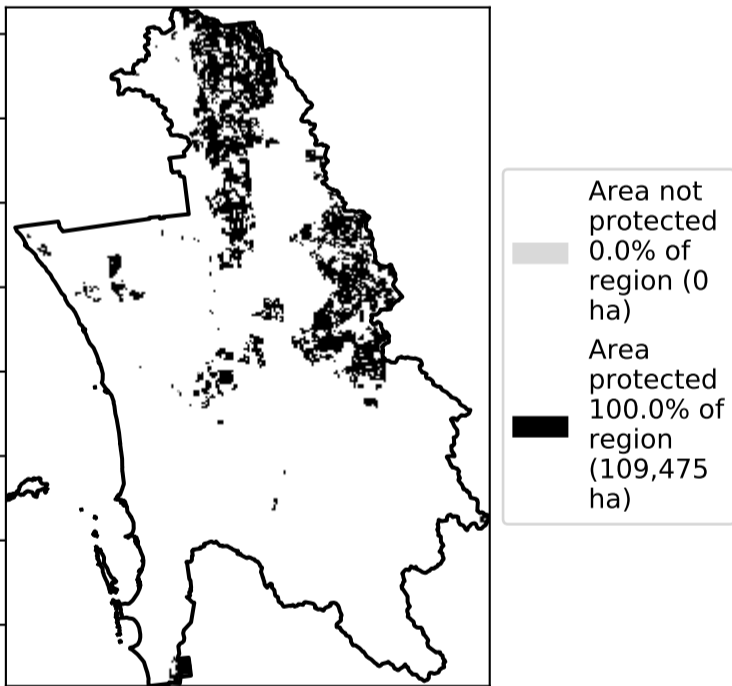 Area not
protected
0.0% of
region (0
ha)
Area
protected
100.0% of
region
(109,475
ha)